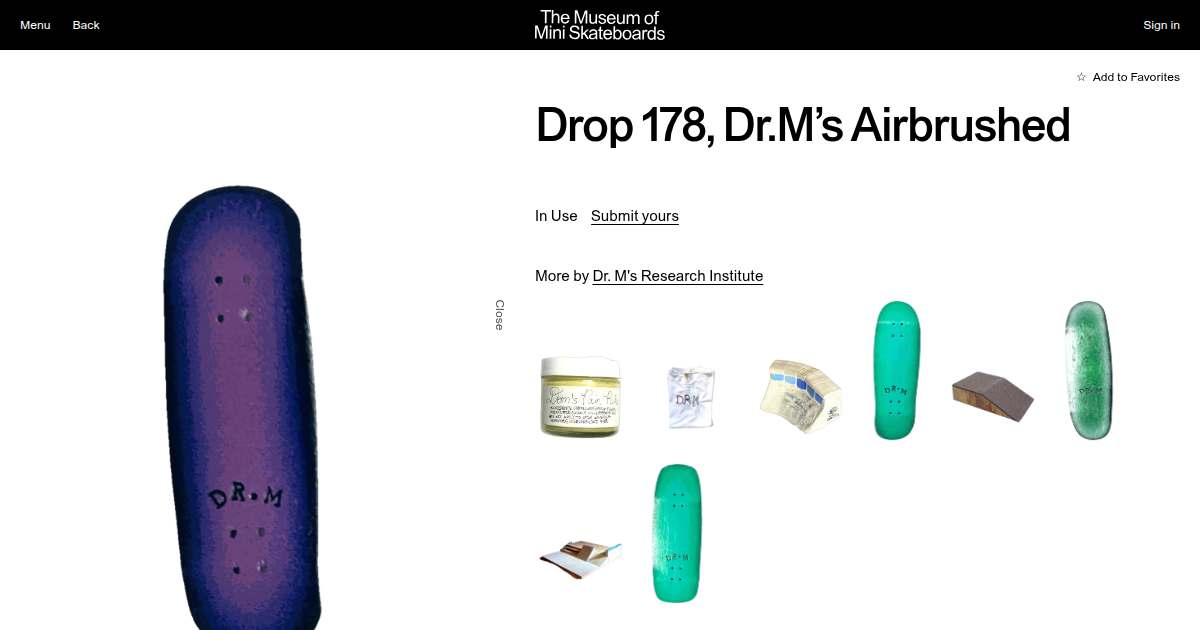 Menu
Back
The Museum of
Mini Skateboards
Sign in
☆ Add to Favorites
Drop 178, Dr.M’s Airbrushed
In Use
Submit yours
More by Dr. M's Research Institute
Close
DR.M
DR M
DR.M
DR.M